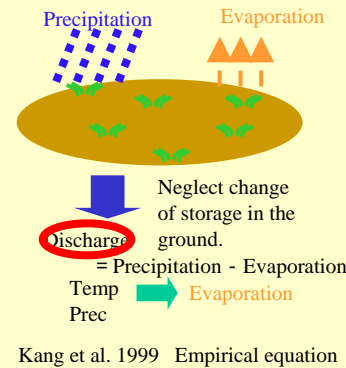 Precipitation Evaporation
Neglect change
of storage in the
Discharge ground.
= Precipitation - Evaporation
Temp Evaporation
Prec
Kang et al. 1999 Empirical equation